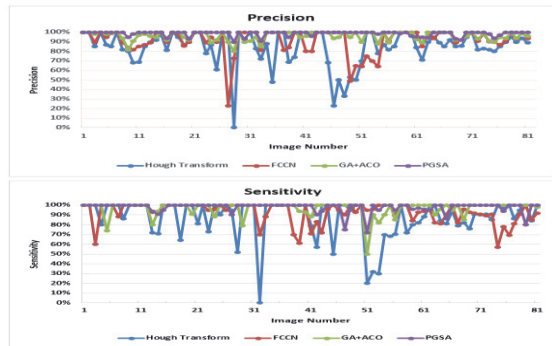 Precision
100%
90%
80%
70%
60%
50%
40%
30%
20%
10%
0%
Precision
1 11 21 31 41 51 61 71 81
Image Number
Hough Transform FCCN GA+ACO PGSA
Sensitivity
100%
90%
80%
70%
60%
50%
40%
30%
20%
10%
0%
Sensitivity
1 11 21 31 41 51 61 71 81
Image Number
Hough Transform FCCN GA+ACO PGSA